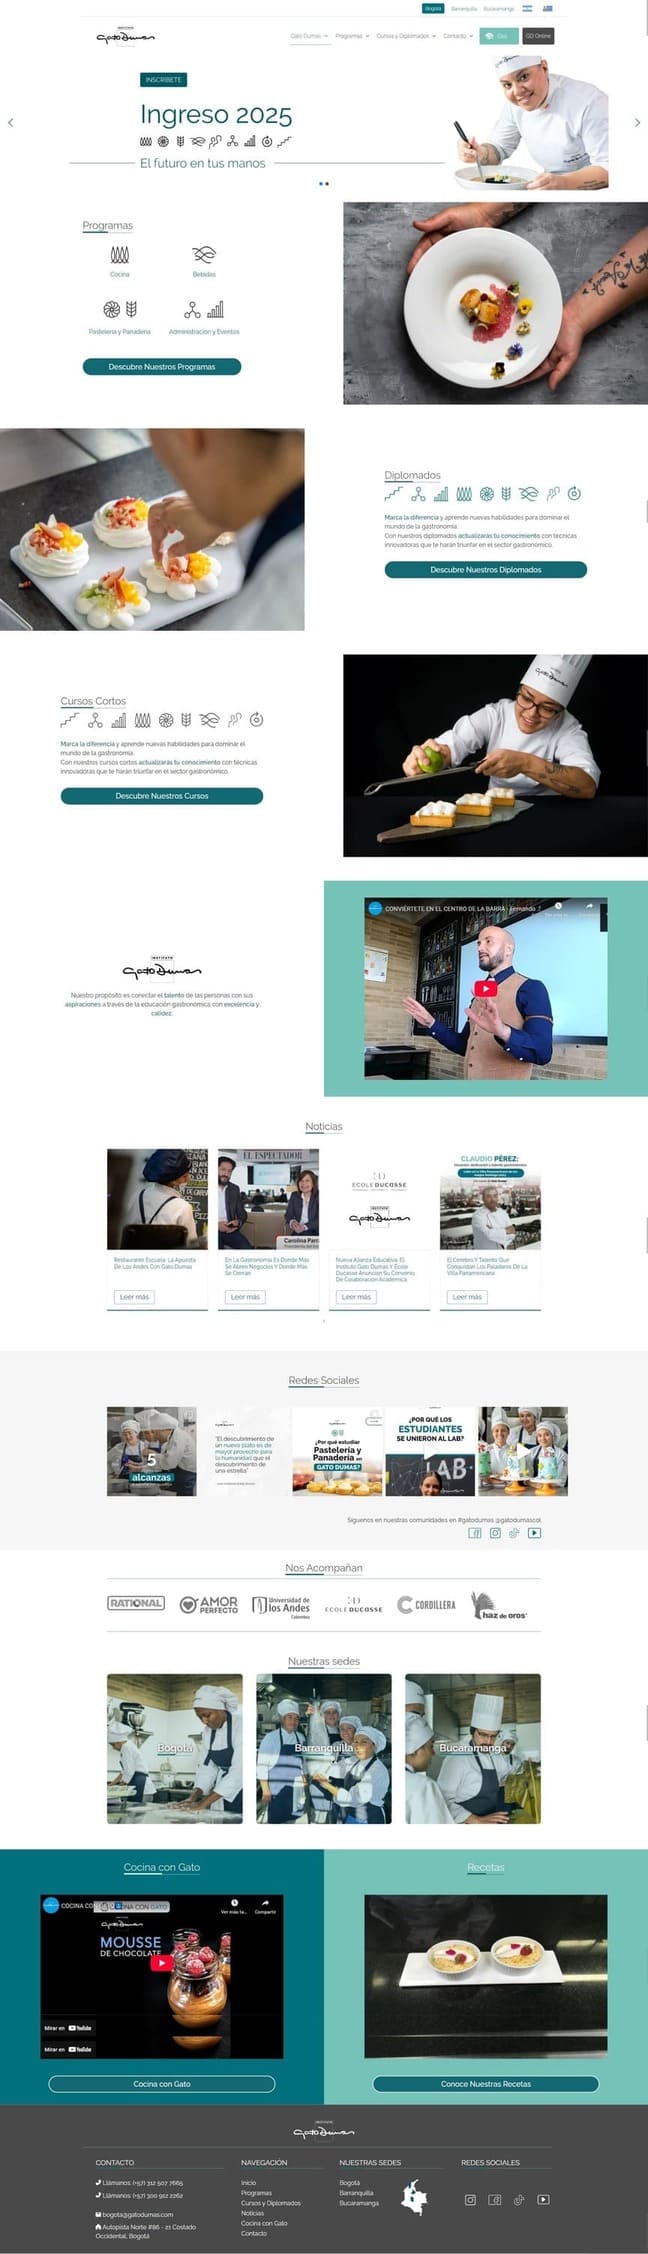 Bogotá Barranquilla Bucaramanga
INSTITUTO
Gato Dumas
Gato Dumas Programas Cursos y Diplomados Contacto GD Online
INSCRÍBETE
Ingreso 2025
El futuro en tus manos
Programas
Cocina Bebidas
Pastelería y Panadería Administración y Eventos
Descubre Nuestros Programas
Diplomados
Marca la diferencia y aprende nuevas habilidades para dominar el
mundo de la gastronomía.
Con nuestros diplomados actualizarás tu conocimiento con técnicas
innovadoras que te harán triunfar en el sector gastronómico.
Descubre Nuestros Diplomados
Cursos Cortos
Marca la diferencia y aprende nuevas habilidades para dominar el
mundo de la gastronomía.
Con nuestros cursos cortos actualizarás tu conocimiento con técnicas
innovadoras que te harán triunfar en el sector gastronómico.
Descubre Nuestros Cursos
CONVIÉRTETE EN EL CENTRO DE LA BARRA - Fernando
INSTITUTO
Gato Dumas
Nuestro propósito es conectar el talento de las personas con sus
aspiraciones a través de la educación gastronómica con excelencia y
calidez.
Noticias
EL ESPECTADOR
Carolina Parra
ECOLE DUCASSE
Gato Dumas
CLAUDIO PÉREZ:
Restaurante Escuela: La Apuesta
De Los Andes Con Gato Dumas
En La Gastronomía Es Donde Más
Se Abren Negocios Y Donde Más
Se Cierran
Nueva Alianza Educativa: El
Instituto Gato Dumas Y École
Ducasse Anuncian Su Convenio
De Colaboración Académica
El Cerebro Y Talento Que
Conquistan Los Paladares De La
Villa Panamericana
Leer más Leer más Leer más Leer más
Redes Sociales
5
alcanzas
"El descubrimiento de
un nuevo plato es de
mayor provecho para
la humanidad que el
descubrimiento de
una estrella"
¿Por qué estudiar
Pastelería y
Panadería en
GATO DUMAS?
¿POR QUÉ LOS
ESTUDIANTES
SE UNIERON AL LAB?
LAB
Síguenos en nuestras comunidades en #gatodumas @gatodumascol
Nos Acompañan
RATIONAL
AMOR
PERFECTO
Universidad de
los Andes
Colombia
ECOLE DUCASSE
CORDILLERA
haz de oros
Nuestras sedes
Bogotá Barranquilla Bucaramanga
Cocina con Gato
COCINA CON GATO
Ver más ta... Compartir
Gato Dumas
MOUSSE
DE CHOCOLATE
Mirar en YouTube
Mirar en YouTube
Cocina con Gato
Recetas
Conoce Nuestras Recetas
INSTITUTO
Gato Dumas
CONTACTO
Llámanos: (+57) 312 507 7665
Llámanos: (+57) 300 912 2262
bogota@gatodumas.com
Autopista Norte #86 - 21 Costado
Occidental, Bogotá
NAVEGACIÓN
Inicio
Programas
Cursos y Diplomados
Noticias
Cocina con Gato
Contacto
NUESTRAS SEDES
Bogotá
Barranquilla
Bucaramanga
REDES SOCIALES